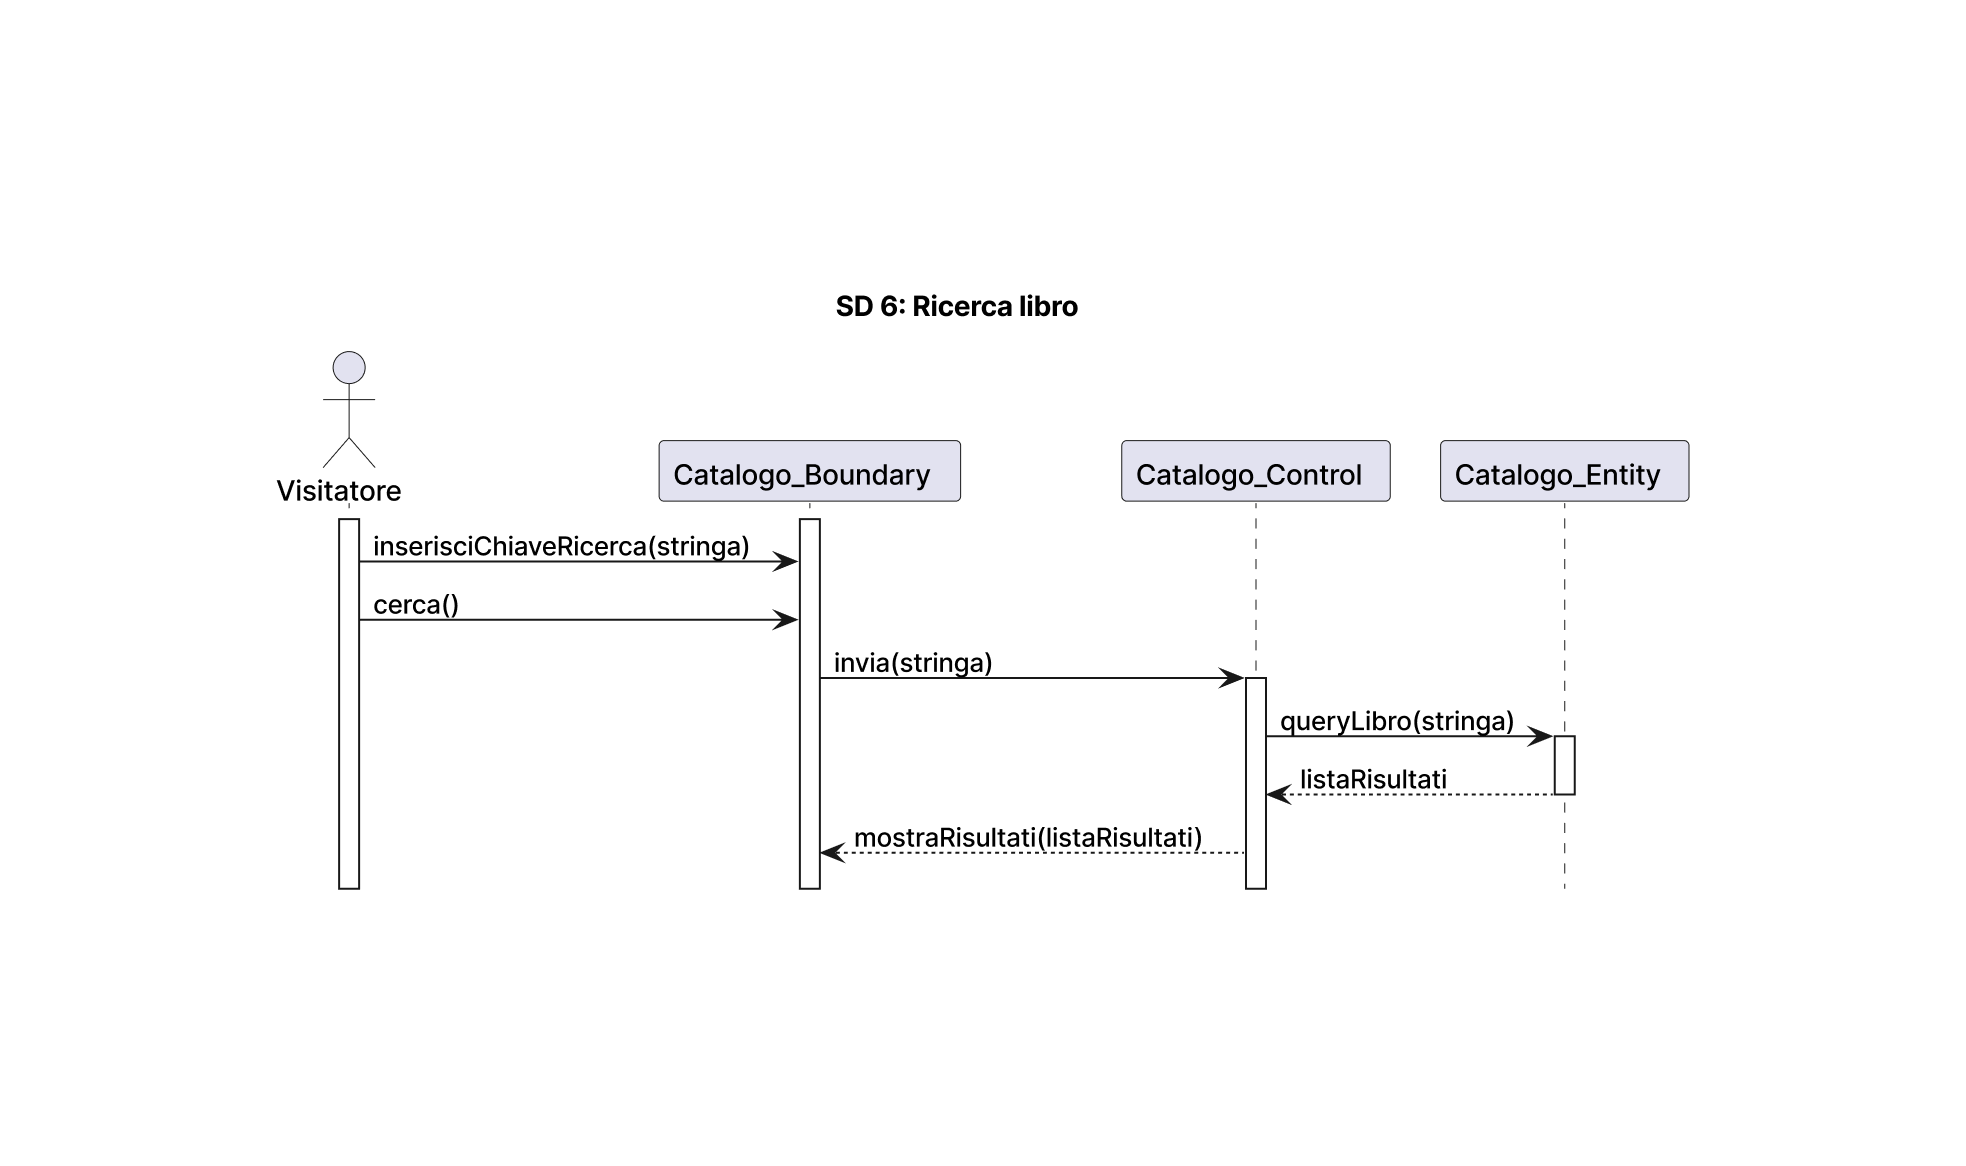 SD 6: Ricerca libro
Visitatore
Catalogo_Boundary
Catalogo_Control
Catalogo_Entity
inserisciChiaveRicerca(stringa)
cerca()
invia(stringa)
queryLibro(stringa)
listaRisultati
mostraRisultati(listaRisultati)